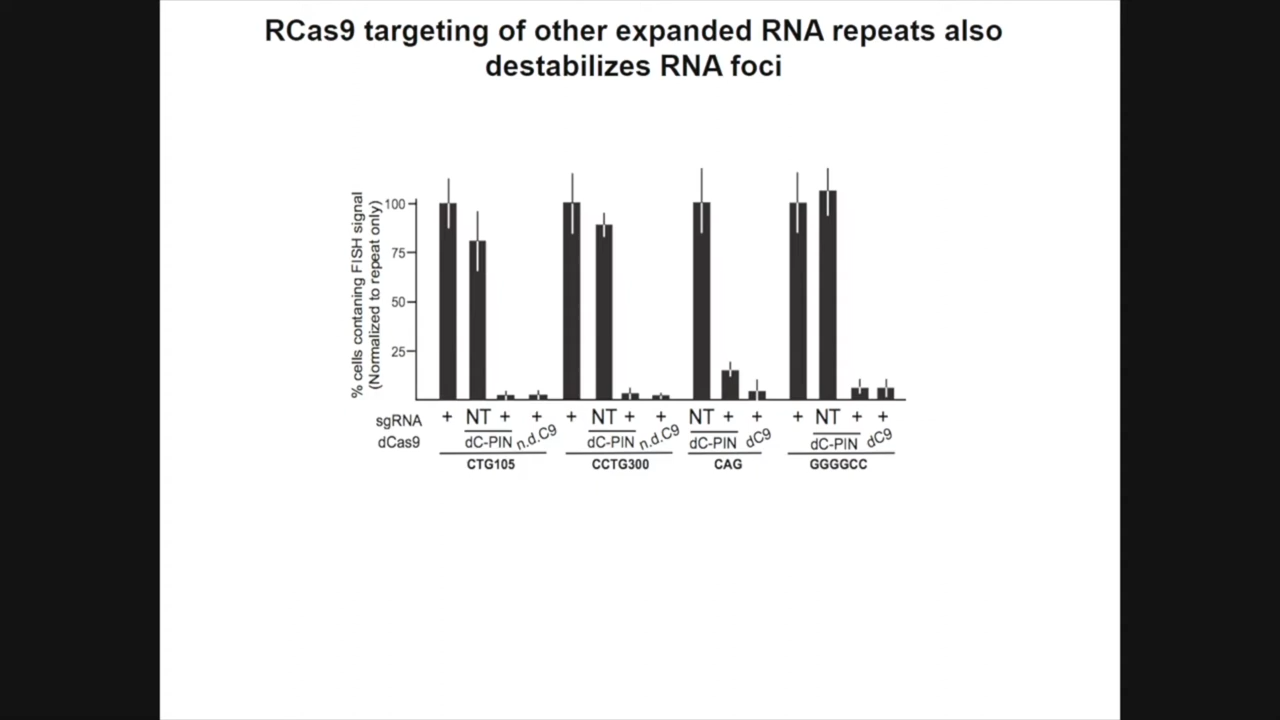 RCas9 targeting of other expanded RNA repeats also
destabilizes RNA foci
% cells contaning FISH signal
(Normalized to repeat only)
100
75
50
25
sgRNA + NT + + + NT + + NT + + + NT + +
dCas9 dC-PIN n.d.C9 dC-PIN n.d.C9 dC-PIN dC9 dC-PIN dC9
CTG105 CCTG300 CAG GGGGCC